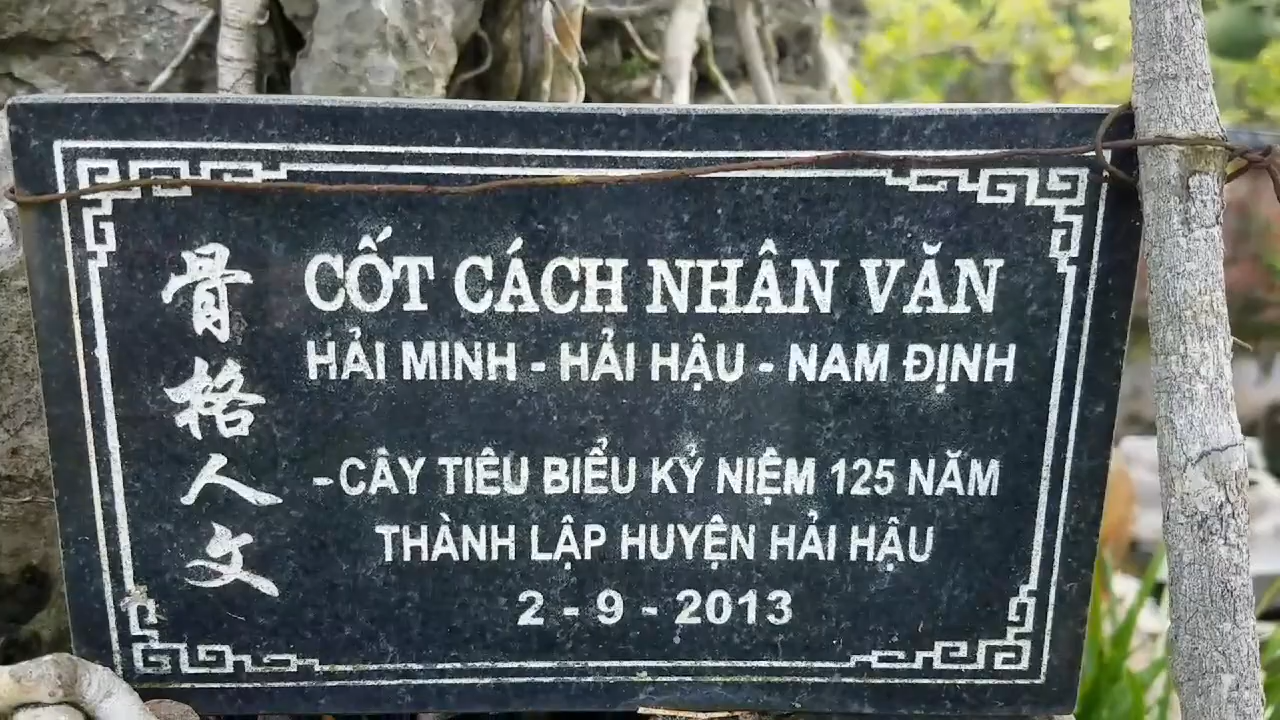 骨格人文
CỐT CÁCH NHÂN VĂN
HẢI MINH - HẢI HẬU - NAM ĐỊNH
-CÂY TIÊU BIỂU KỶ NIỆM 125 NĂM
THÀNH LẬP HUYỆN HẢI HẬU
2 - 9 - 2013